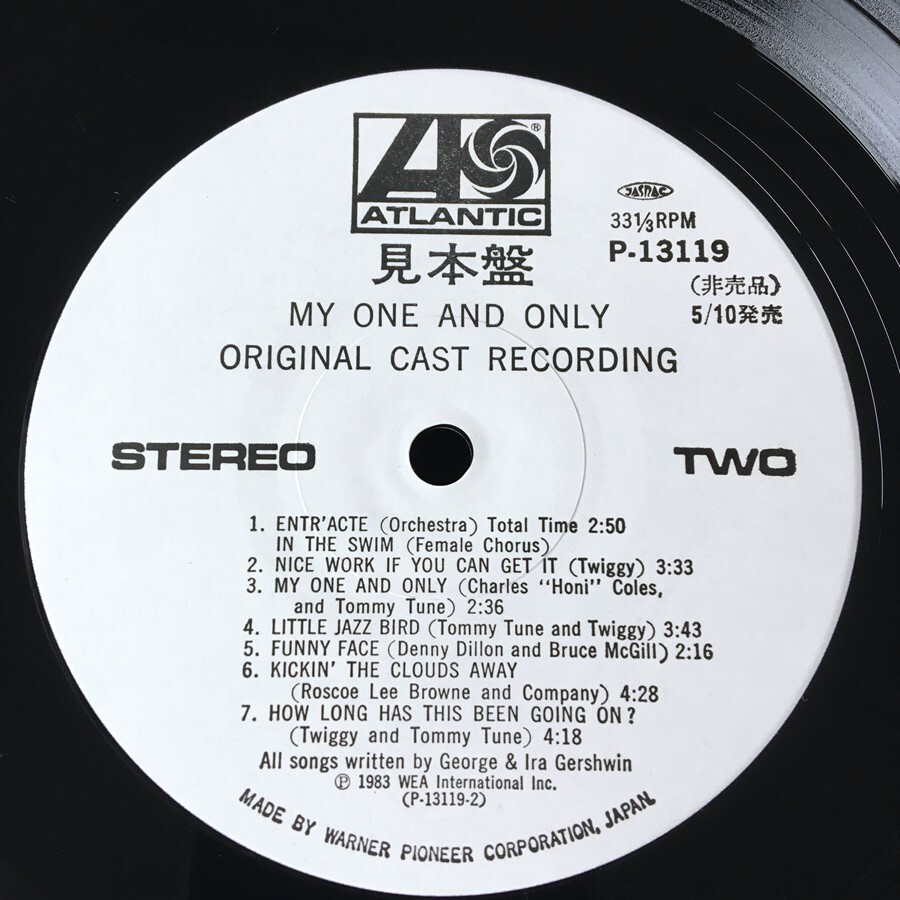 ATLANTIC ®
見本盤
JASRAC
33⅓RPM
P-13119
(非売品)
5/10発売
MY ONE AND ONLY
ORIGINAL CAST RECORDING
STEREO
TWO
1. ENTR'ACTE (Orchestra) Total Time 2:50
IN THE SWIM (Female Chorus)
2. NICE WORK IF YOU CAN GET IT (Twiggy) 3:33
3. MY ONE AND ONLY (Charles "Honi" Coles,
and Tommy Tune) 2:36
4. LITTLE JAZZ BIRD (Tommy Tune and Twiggy) 3:43
5. FUNNY FACE (Denny Dillon and Bruce McGill) 2:16
6. KICKIN' THE CLOUDS AWAY
(Roscoe Lee Browne and Company) 4:28
7. HOW LONG HAS THIS BEEN GOING ON?
(Twiggy and Tommy Tune) 4:18
All songs written by George & Ira Gershwin
℗ 1983 WEA International Inc.
(P-13119-2)
MADE BY WARNER PIONEER CORPORATION, JAPAN.